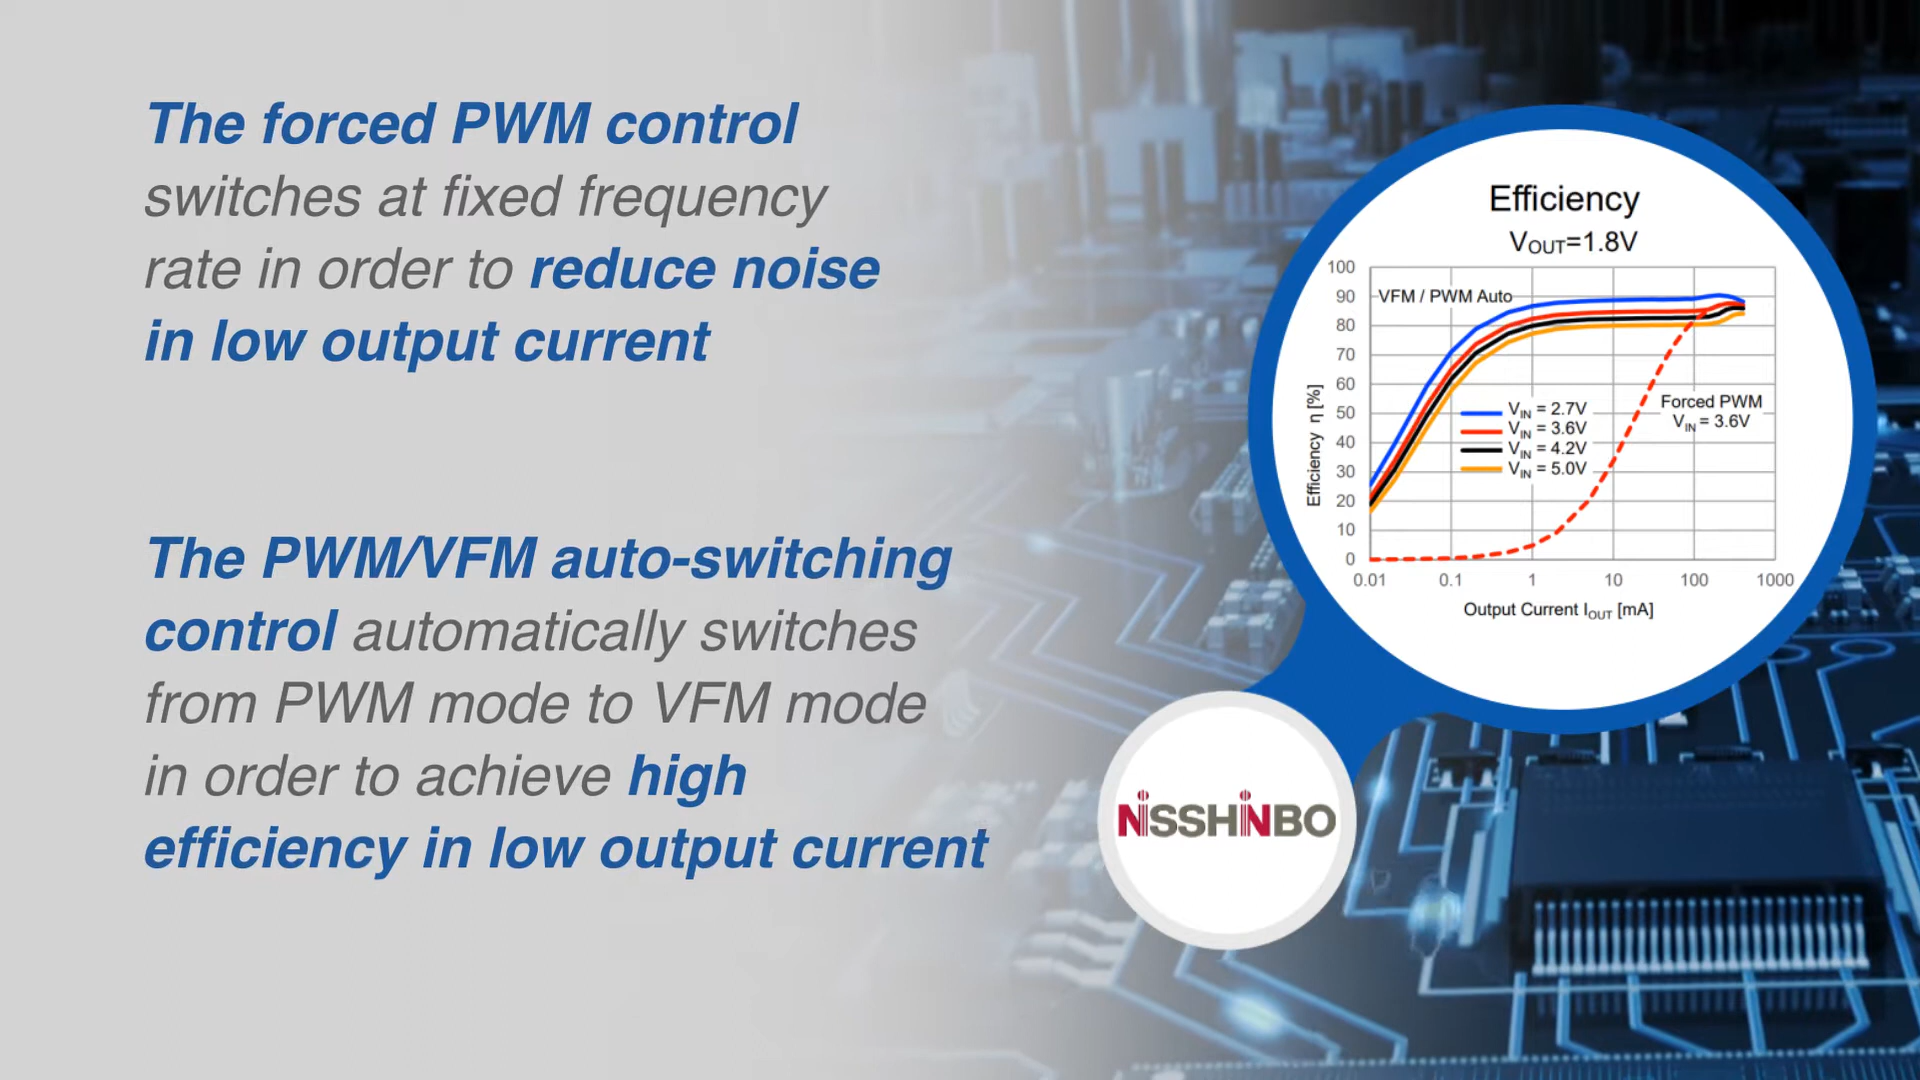 The forced PWM control
switches at fixed frequency
rate in order to reduce noise
in low output current
The PWM/VFM auto-switching
control automatically switches
from PWM mode to VFM mode
in order to achieve high
efficiency in low output current
Efficiency
VOUT=1.8V
100
90
80
70
60
50
40
30
20
10
0
Efficiency η [%]
VFM / PWM Auto
VIN = 2.7V
VIN = 3.6V
VIN = 4.2V
VIN = 5.0V
Forced PWM
VIN = 3.6V
0.01 0.1 1 10 100 1000
Output Current IOUT [mA]
NISSHINBO